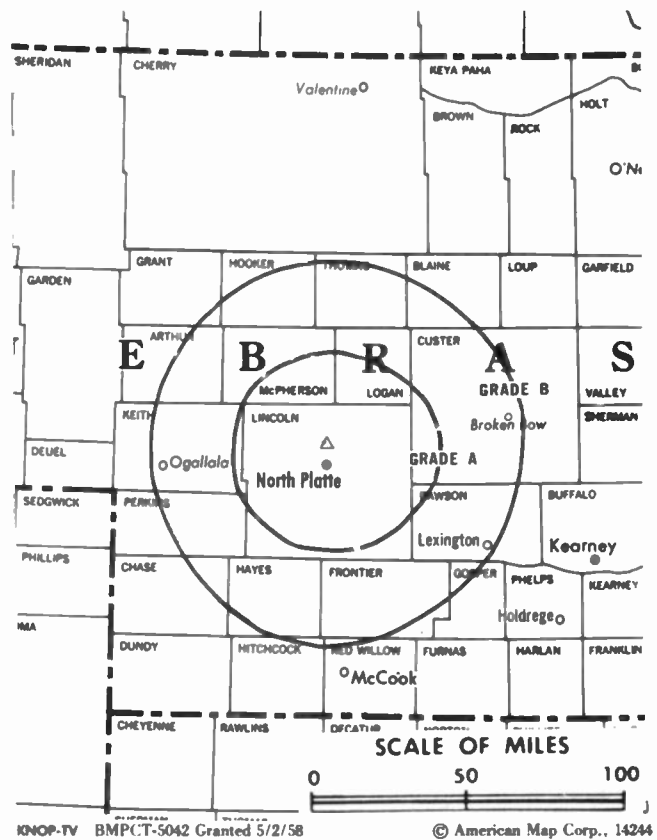 SHERIDAN
CHERRY
Valentine
KEYA PAHA
BROWN
ROCK
HOLT
GRANT
HOOKER
THOMAS
BLAINE
LOUP
GARFIELD
GARDEN
ARTHUR
E B R A S
CUSTER
GRADE B
McPHERSON
LOGAN
VALLEY
KEITH
LINCOLN
Broken Bow
SHERMAN
DEUEL
Ogallala
GRADE A
North Platte
SEDGWICK
PERKINS
DAWSON
BUFFALO
PHILLIPS
Lexington
Kearney
CHASE
HAYES
FRONTIER
GOSPER
PHELPS
KEARNEY
Holdrege
DUNDY
HITCHCOCK
RED WILLOW
FURNAS
HARLAN
FRANKLIN
McCook
CHEYENNE
RAWLINS
DECATUR
SCALE OF MILES
0 50 100
KNOP-TV BMPCT-5042 Granted 5/2/58
© American Map Corp., 14244